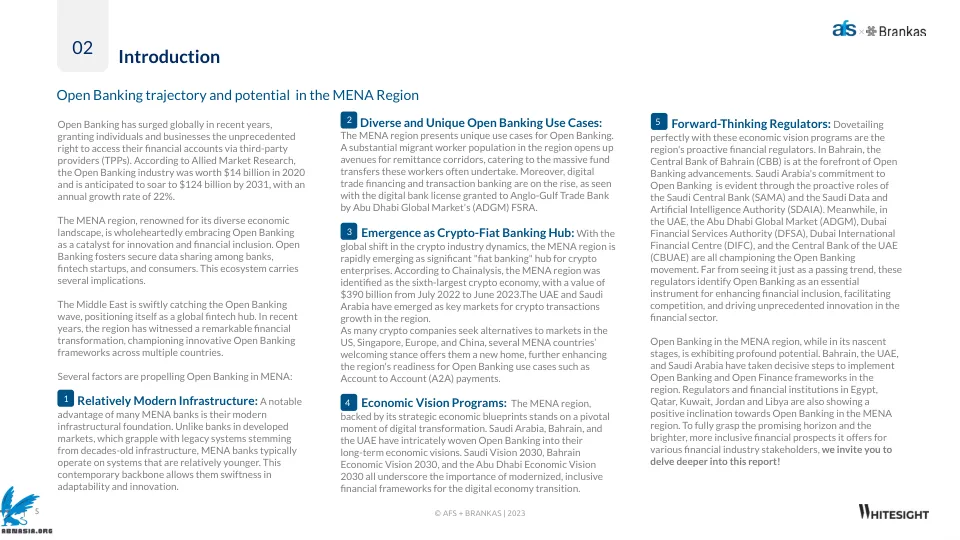 02
Introduction
afs × Brankas
Open Banking trajectory and potential in the MENA Region
Open Banking has surged globally in recent years,
granting individuals and businesses the unprecedented
right to access their financial accounts via third-party
providers (TPPs). According to Allied Market Research,
the Open Banking industry was worth $14 billion in 2020
and is anticipated to soar to $124 billion by 2031, with an
annual growth rate of 22%.
The MENA region, renowned for its diverse economic
landscape, is wholeheartedly embracing Open Banking
as a catalyst for innovation and financial inclusion. Open
Banking fosters secure data sharing among banks,
fintech startups, and consumers. This ecosystem carries
several implications.
The Middle East is swiftly catching the Open Banking
wave, positioning itself as a global fintech hub. In recent
years, the region has witnessed a remarkable financial
transformation, championing innovative Open Banking
frameworks across multiple countries.
Several factors are propelling Open Banking in MENA:
1 Relatively Modern Infrastructure: A notable
advantage of many MENA banks is their modern
infrastructural foundation. Unlike banks in developed
markets, which grapple with legacy systems stemming
from decades-old infrastructure, MENA banks typically
operate on systems that are relatively younger. This
contemporary backbone allows them swiftness in
adaptability and innovation.
2 Diverse and Unique Open Banking Use Cases:
The MENA region presents unique use cases for Open Banking.
A substantial migrant worker population in the region opens up
avenues for remittance corridors, catering to the massive fund
transfers these workers often undertake. Moreover, digital
trade financing and transaction banking are on the rise, as seen
with the digital bank license granted to Anglo-Gulf Trade Bank
by Abu Dhabi Global Market's (ADGM) FSRA.
3 Emergence as Crypto-Fiat Banking Hub: With the
global shift in the crypto industry dynamics, the MENA region is
rapidly emerging as significant "fiat banking" hub for crypto
enterprises. According to Chainalysis, the MENA region was
identified as the sixth-largest crypto economy, with a value of
$390 billion from July 2022 to June 2023.The UAE and Saudi
Arabia have emerged as key markets for crypto transactions
growth in the region.
As many crypto companies seek alternatives to markets in the
US, Singapore, Europe, and China, several MENA countries'
welcoming stance offers them a new home, further enhancing
the region's readiness for Open Banking use cases such as
Account to Account (A2A) payments.
4 Economic Vision Programs: The MENA region,
backed by its strategic economic blueprints stands on a pivotal
moment of digital transformation. Saudi Arabia, Bahrain, and
the UAE have intricately woven Open Banking into their
long-term economic visions. Saudi Vision 2030, Bahrain
Economic Vision 2030, and the Abu Dhabi Economic Vision
2030 all underscore the importance of modernized, inclusive
financial frameworks for the digital economy transition.
5 Forward-Thinking Regulators: Dovetailing
perfectly with these economic vision programs are the
region's proactive financial regulators. In Bahrain, the
Central Bank of Bahrain (CBB) is at the forefront of Open
Banking advancements. Saudi Arabia's commitment to
Open Banking is evident through the proactive roles of
the Saudi Central Bank (SAMA) and the Saudi Data and
Artificial Intelligence Authority (SDAIA). Meanwhile, in
the UAE, the Abu Dhabi Global Market (ADGM), Dubai
Financial Services Authority (DFSA), Dubai International
Financial Centre (DIFC), and the Central Bank of the UAE
(CBUAE) are all championing the Open Banking
movement. Far from seeing it just as a passing trend, these
regulators identify Open Banking as an essential
instrument for enhancing financial inclusion, facilitating
competition, and driving unprecedented innovation in the
financial sector.
Open Banking in the MENA region, while in its nascent
stages, is exhibiting profound potential. Bahrain, the UAE,
and Saudi Arabia have taken decisive steps to implement
Open Banking and Open Finance frameworks in the
region. Regulators and financial institutions in Egypt,
Qatar, Kuwait, Jordan and Libya are also showing a
positive inclination towards Open Banking in the MENA
region. To fully grasp the promising horizon and the
brighter, more inclusive financial prospects it offers for
various financial industry stakeholders, we invite you to
delve deeper into this report!
5
ABMASIA.ORG
© AFS + BRANKAS | 2023
WHITESIGHT